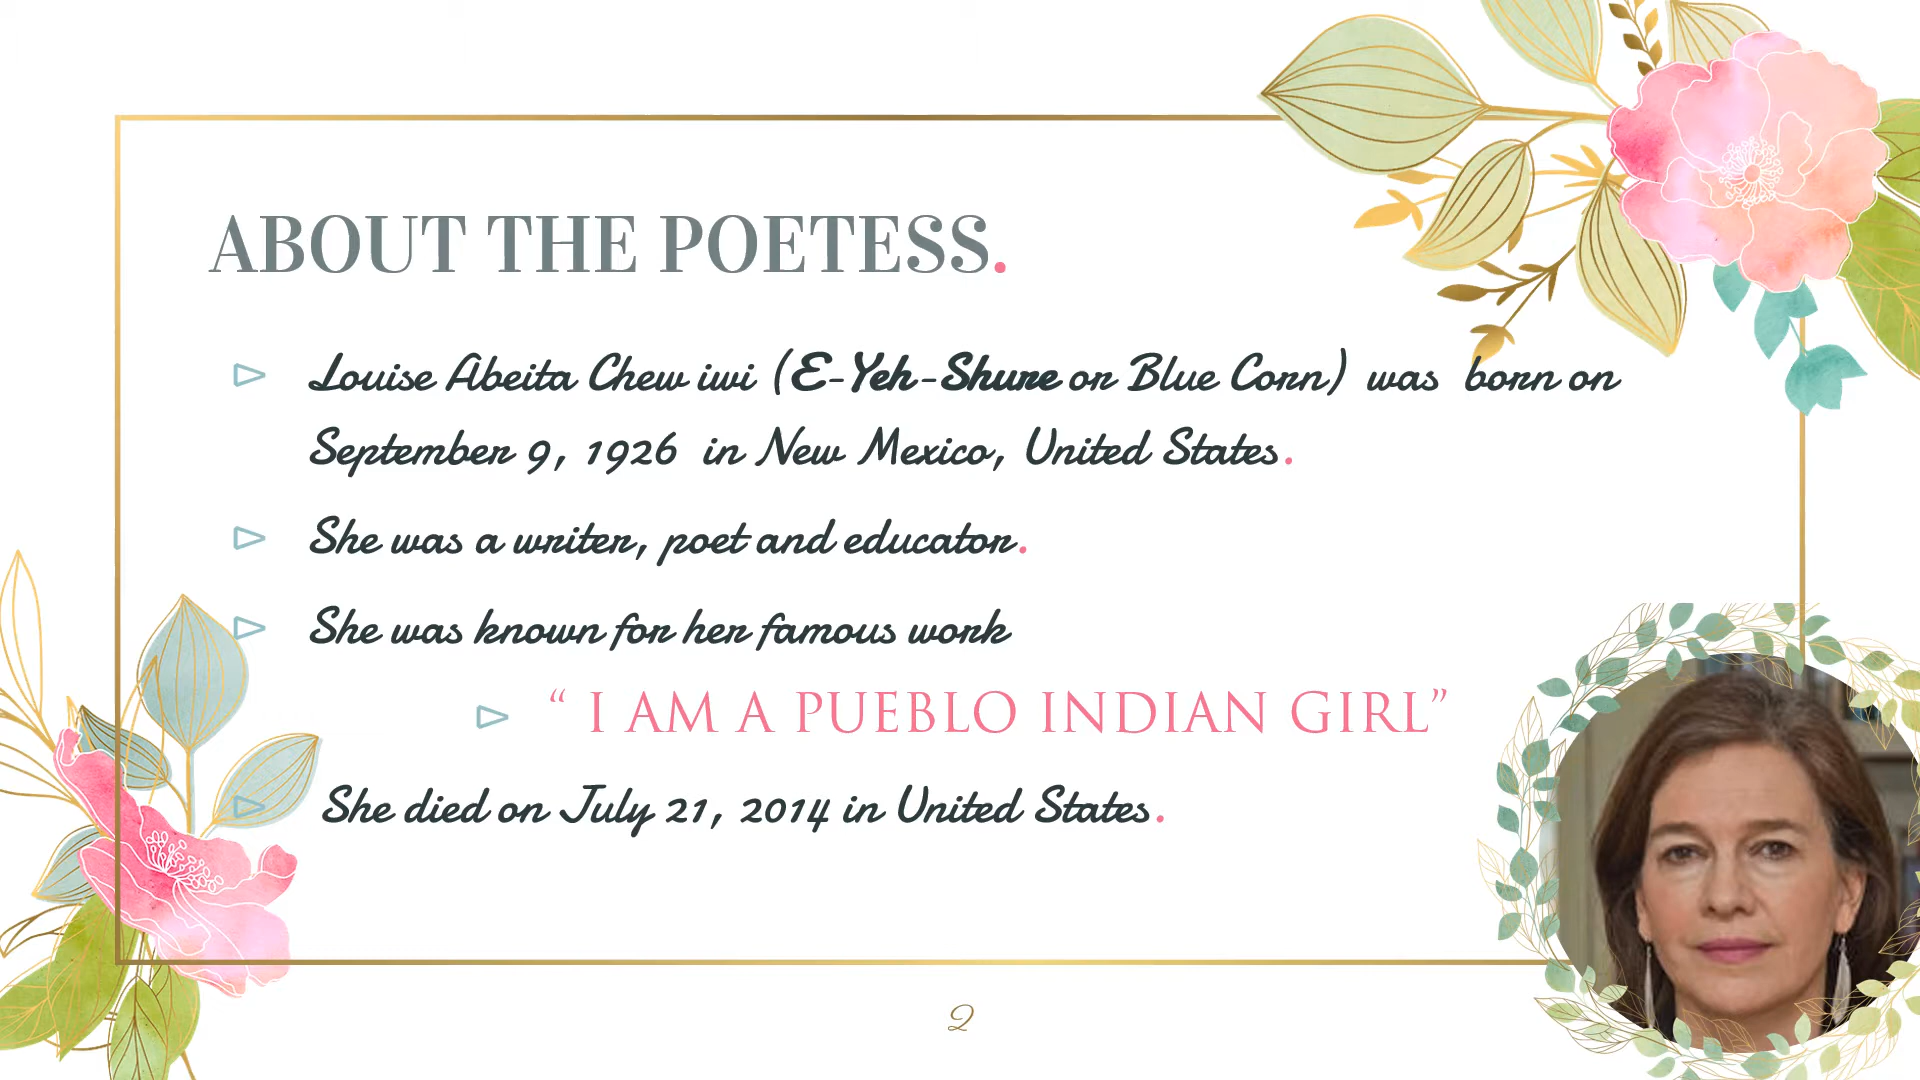 ABOUT THE POETESS.
Louise Abeita Chew iwi (E-Yeh-Shure or Blue Corn) was born on
September 9, 1926 in New Mexico, United States.
She was a writer, poet and educator.
She was known for her famous work
“ I AM A PUEBLO INDIAN GIRL”
She died on July 21, 2014 in United States.
2